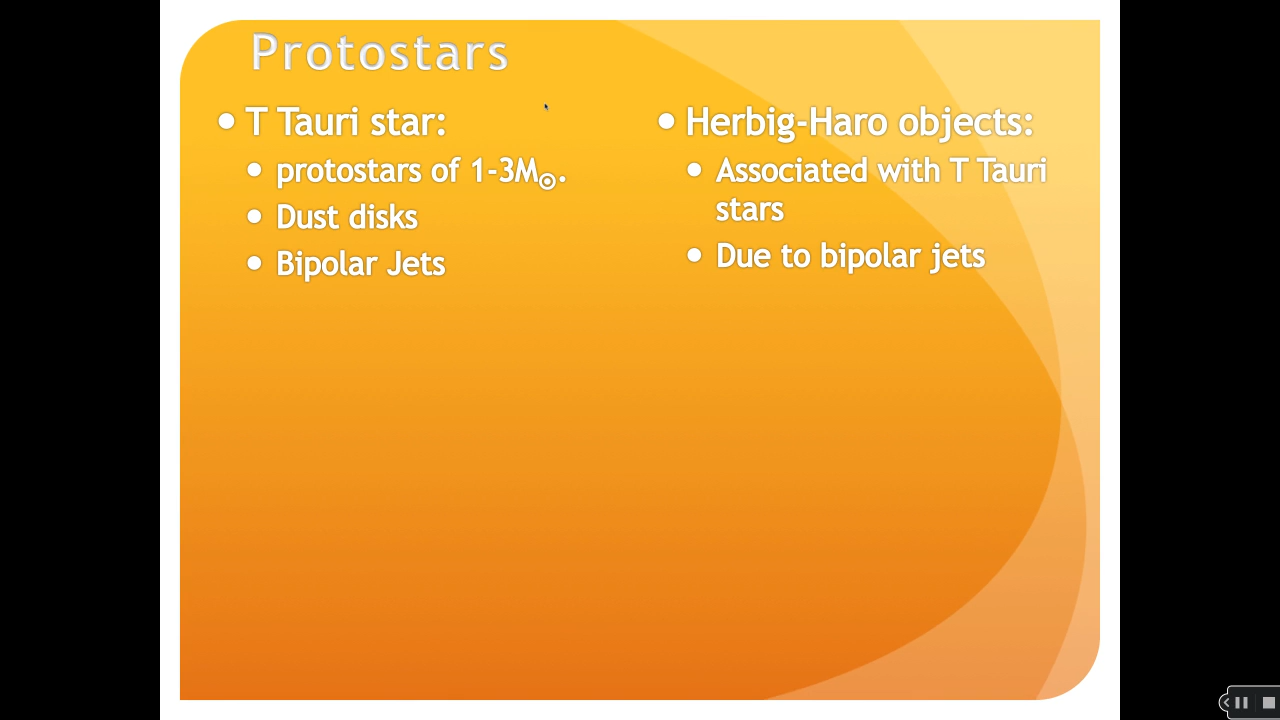 Protostars
• T Tauri star:
• protostars of 1-3M☉.
• Dust disks
• Bipolar Jets
• Herbig-Haro objects:
• Associated with T Tauri
stars
• Due to bipolar jets